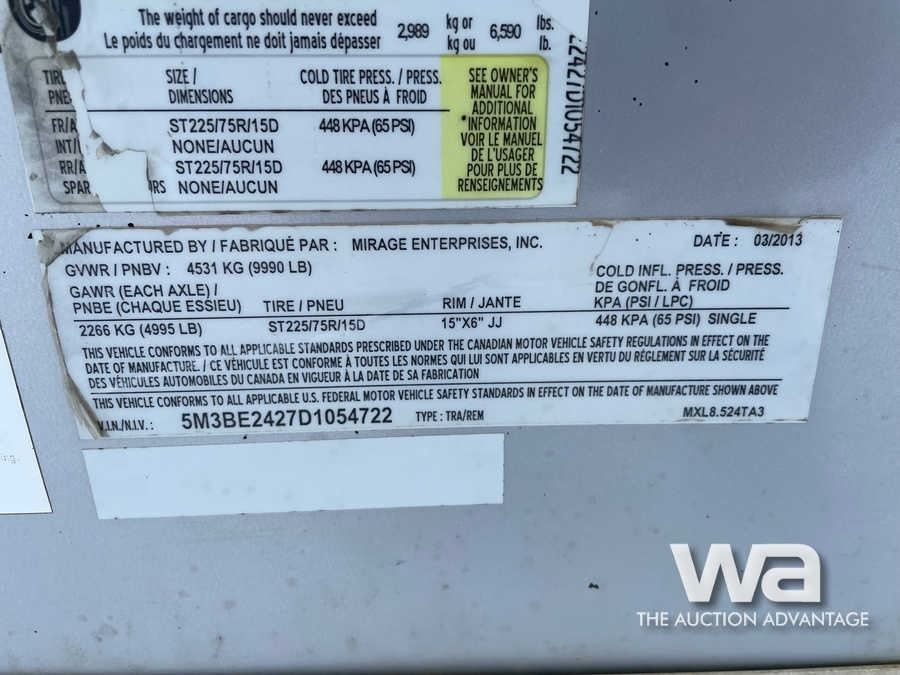 The weight of cargo should never exceed
Le poids du chargement ne doit jamais dépasser 2,989 kg or kg ou 6,590 lbs. lb.
TIRE SIZE / DIMENSIONS COLD TIRE PRESS. / PRESS. DES PNEUS À FROID
FR/A ST225/75R/15D 448 KPA (65 PSI)
INT/ NONE/AUCUN
RR/A ST225/75R/15D 448 KPA (65 PSI)
SPAR OURS NONE/AUCUN
SEE OWNER'S
MANUAL FOR
ADDITIONAL
INFORMATION
VOIR LE MANUEL
DE L'USAGER
POUR PLUS DE
RENSEIGNEMENTS
2427D1054722
MANUFACTURED BY / FABRIQUÉ PAR : MIRAGE ENTERPRISES, INC. DATE : 03/2013
GVWR / PNBV : 4531 KG (9990 LB)
GAWR (EACH AXLE) /
PNBE (CHAQUE ESSIEU) TIRE / PNEU RIM / JANTE
COLD INFL. PRESS. / PRESS.
DE GONFL. À FROID
KPA (PSI / LPC)
2266 KG (4995 LB) ST225/75R/15D 15"X6" JJ 448 KPA (65 PSI) SINGLE
THIS VEHICLE CONFORMS TO ALL APPLICABLE STANDARDS PRESCRIBED UNDER THE CANADIAN MOTOR VEHICLE SAFETY REGULATIONS IN EFFECT ON THE
DATE OF MANUFACTURE. / CE VÉHICULE EST CONFORME À TOUTES LES NORMES QUI LUI SONT APPLICABLES EN VERTU DU RÈGLEMENT SUR LA SÉCURITÉ
DES VÉHICULES AUTOMOBILES DU CANADA EN VIGUEUR À LA DATE DE SA FABRICATION
THIS VEHICLE CONFORMS TO ALL APPLICABLE U.S. FEDERAL MOTOR VEHICLE SAFETY STANDARDS IN EFFECT ON THE DATE OF MANUFACTURE SHOWN ABOVE
V.I.N./N.I.V. : 5M3BE2427D1054722 TYPE : TRA/REM MXL8.524TA3
ing.
wa
THE AUCTION ADVANTAGE